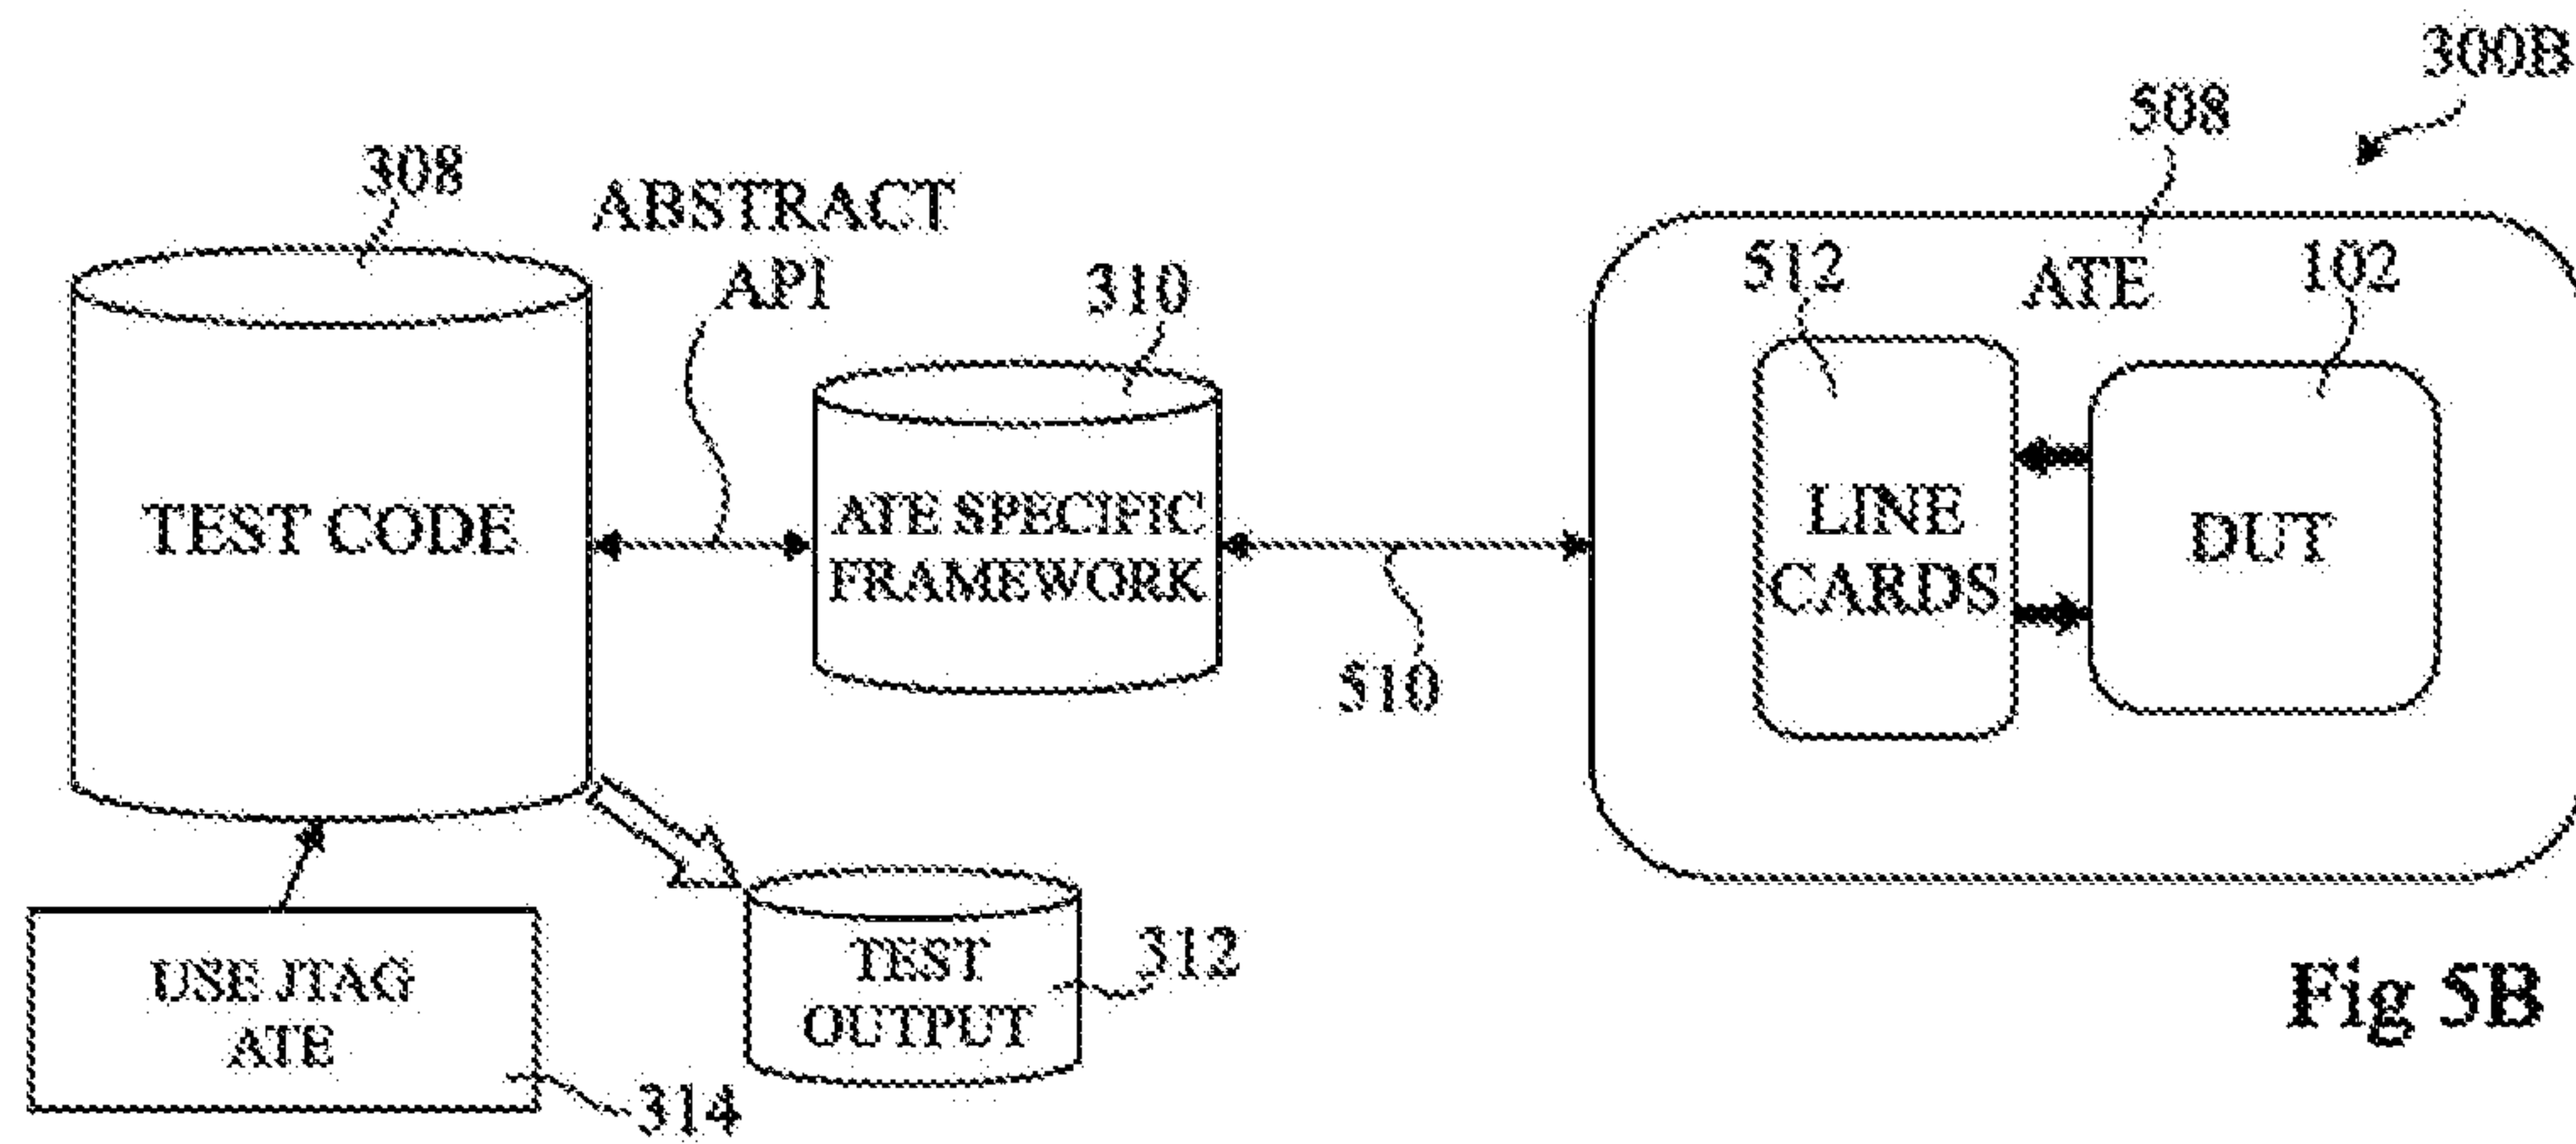 300B
508
308
ABSTRACT
API
310
512
ATE
102
TEST CODE
ATE SPECIFIC
FRAMEWORK
LINE
CARDS
DUT
510
USE JTAG
ATE
314
TEST
OUTPUT
312
Fig 5B